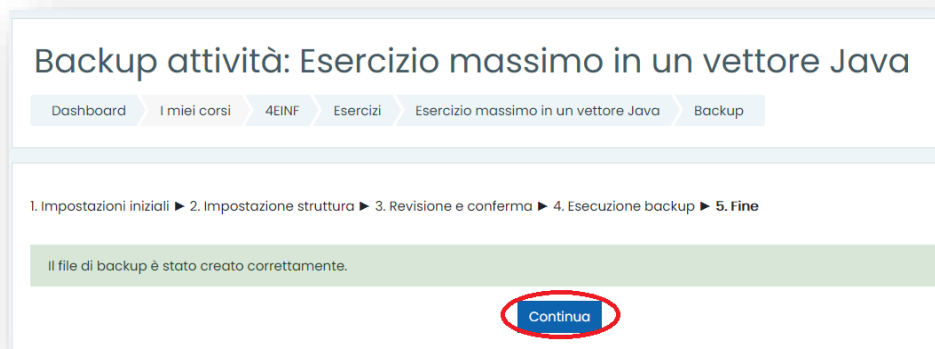 Backup attività: Esercizio massimo in un vettore Java
Dashboard I miei corsi 4EINF Esercizi Esercizio massimo in un vettore Java Backup
1. Impostazioni iniziali ► 2. Impostazione struttura ► 3. Revisione e conferma ► 4. Esecuzione backup ► 5. Fine
Il file di backup è stato creato correttamente.
Continua